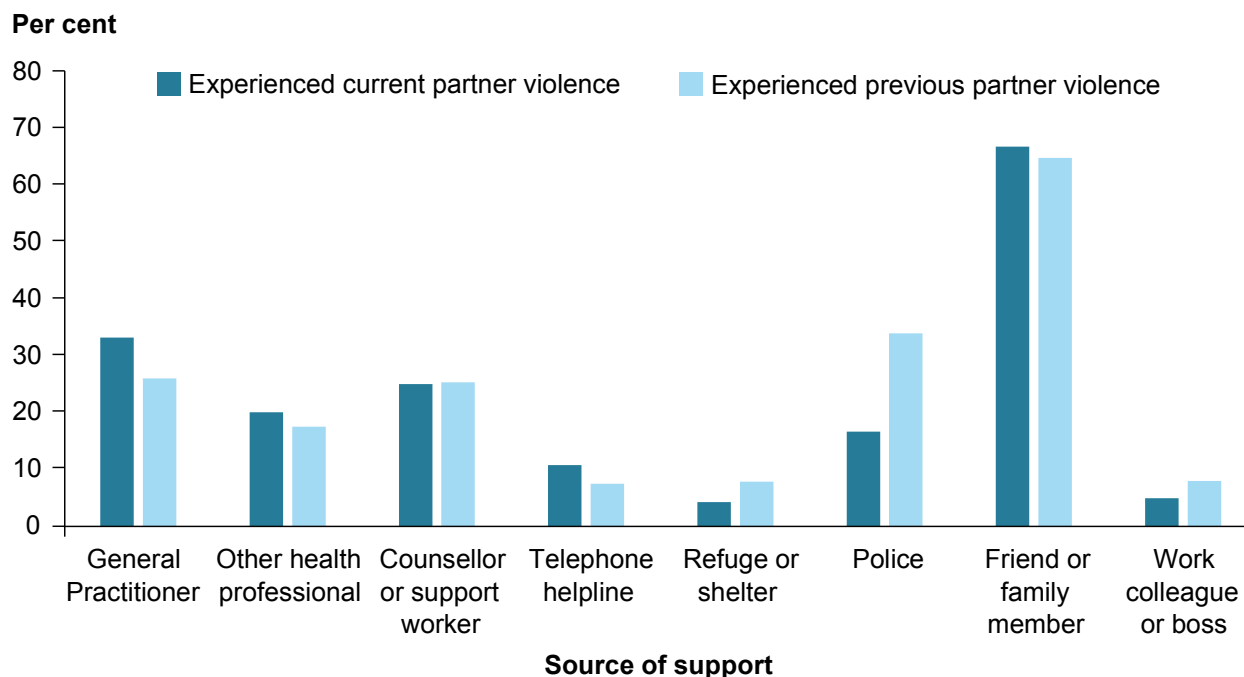 Per cent
Experienced current partner violence
Experienced previous partner violence
80
70
60
50
40
30
20
10
0
General
Practitioner
Other health
professional
Counsellor
or support
worker
Telephone
helpline
Refuge or
shelter
Police
Friend or
family
member
Work
colleague
or boss
Source of support